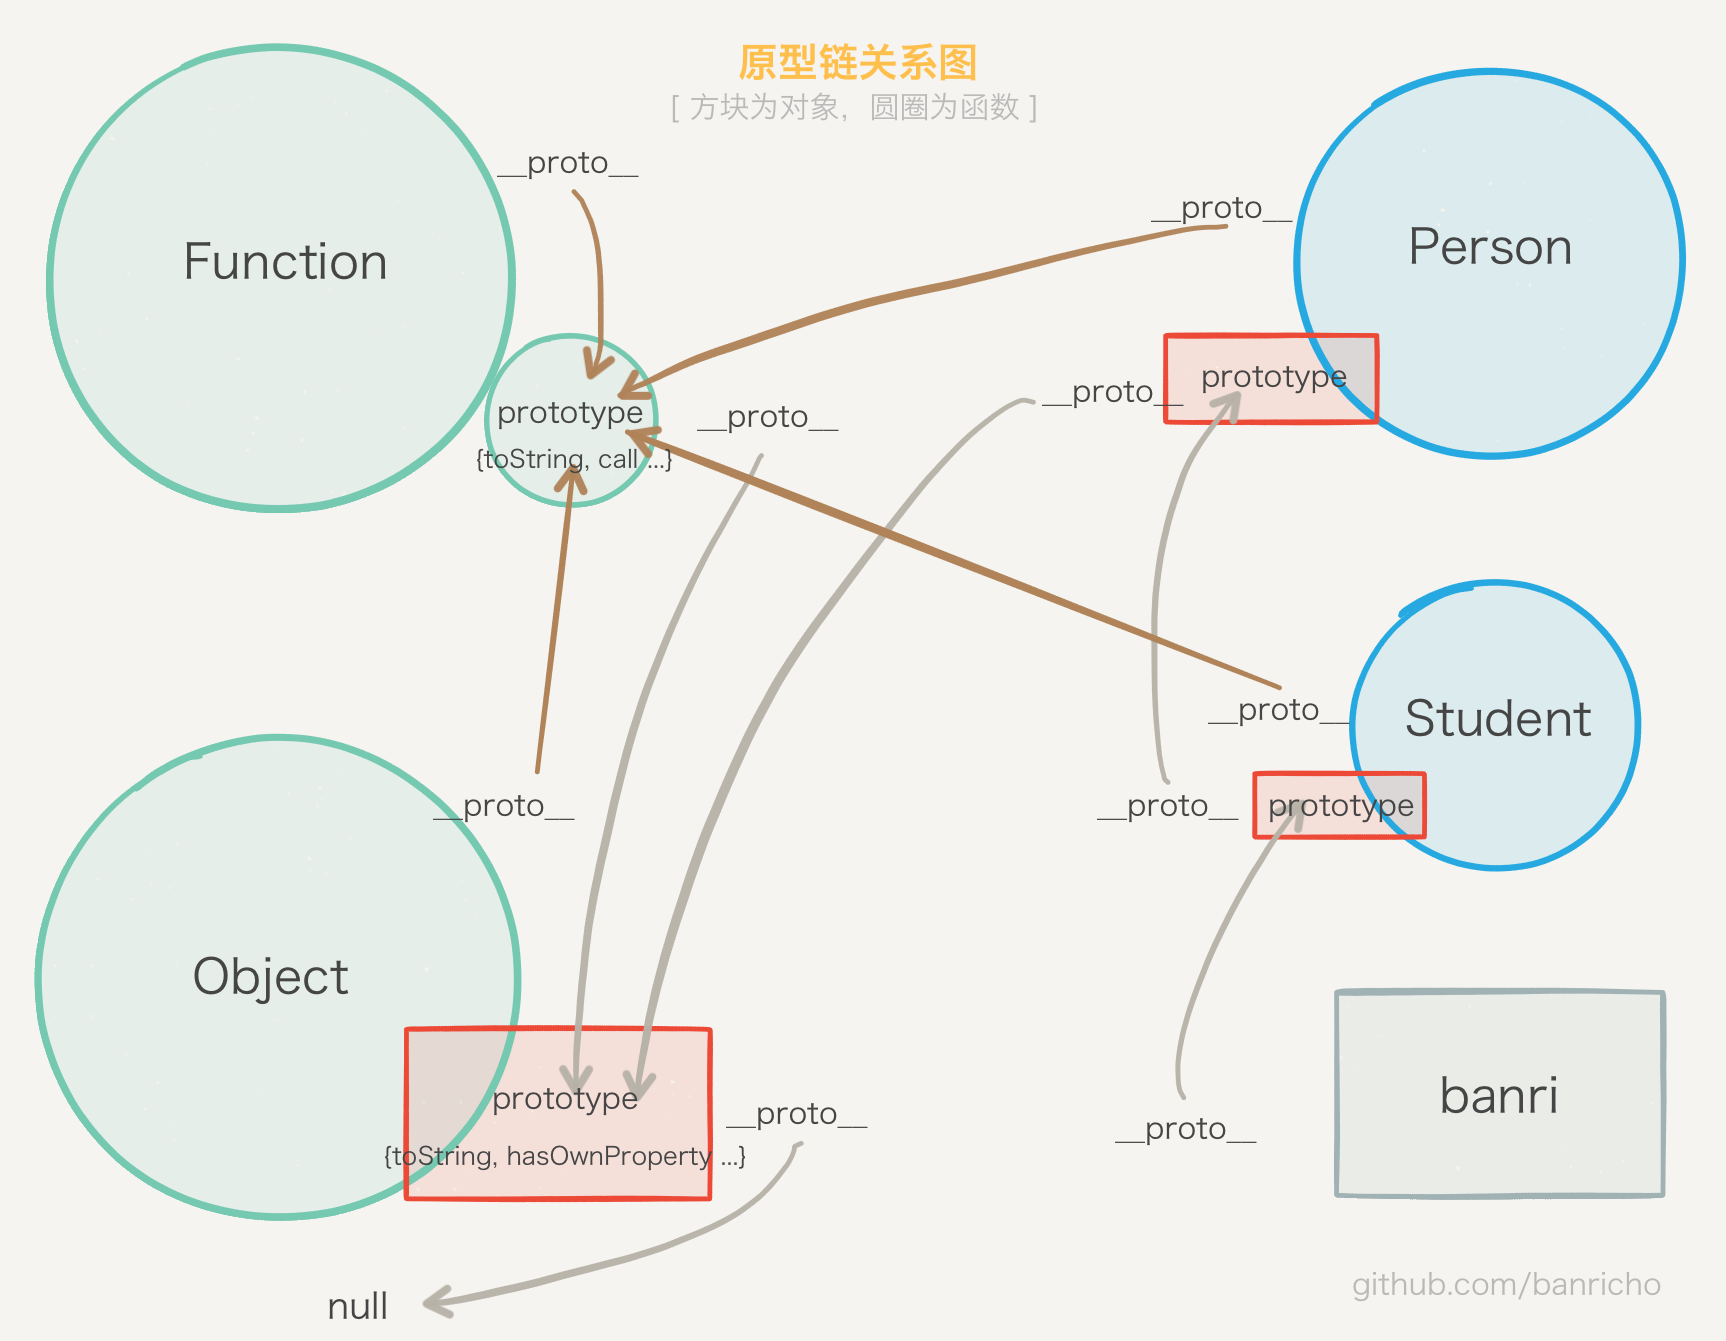 原型链关系图
[ 方块为对象，圆圈为函数 ]
__proto__
__proto__
Function
Person
prototype
__proto__
prototype
__proto__
{toString, call ...}
__proto__
Student
__proto__
__proto__
prototype
Object
prototype
banri
__proto__
__proto__
{toString, hasOwnProperty ...}
github.com/banricho
null